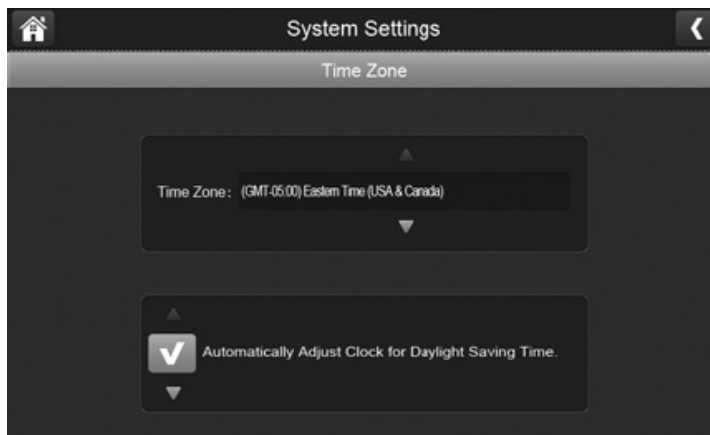 System Settings
Time Zone
Time Zone: (GMT-05:00) Eastern Time (USA & Canada)
Automatically Adjust Clock for Daylight Saving Time.